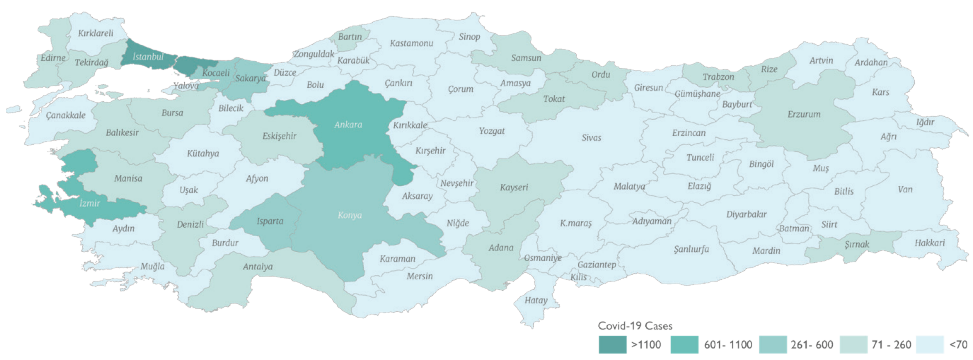 Kırklareli
Edirne
Tekirdağ
İstanbul
Kocaeli
Yalova
Sakarya
Düzce
Zonguldak
Bartın
Karabük
Kastamonu
Sinop
Samsun
Ordu
Giresun
Trabzon
Rize
Artvin
Ardahan
Kars
Iğdır
Çanakkale
Balıkesir
Bursa
Bilecik
Bolu
Çankırı
Çorum
Amasya
Tokat
Gümüşhane
Bayburt
Erzurum
Ağrı
Eskişehir
Ankara
Kırıkkale
Yozgat
Sivas
Erzincan
Tunceli
Bingöl
Muş
Kütahya
Manisa
Uşak
Afyon
Kırşehir
Nevşehir
Kayseri
Malatya
Elazığ
Bitlis
Van
İzmir
Aydın
Denizli
Isparta
Konya
Aksaray
Niğde
K.maraş
Adıyaman
Diyarbakır
Batman
Siirt
Şırnak
Hakkari
Muğla
Burdur
Antalya
Karaman
Mersin
Adana
Osmaniye
Gaziantep
Kilis
Hatay
Şanlıurfa
Mardin
Covid-19 Cases
>1100 601- 1100 261- 600 71 - 260 <70